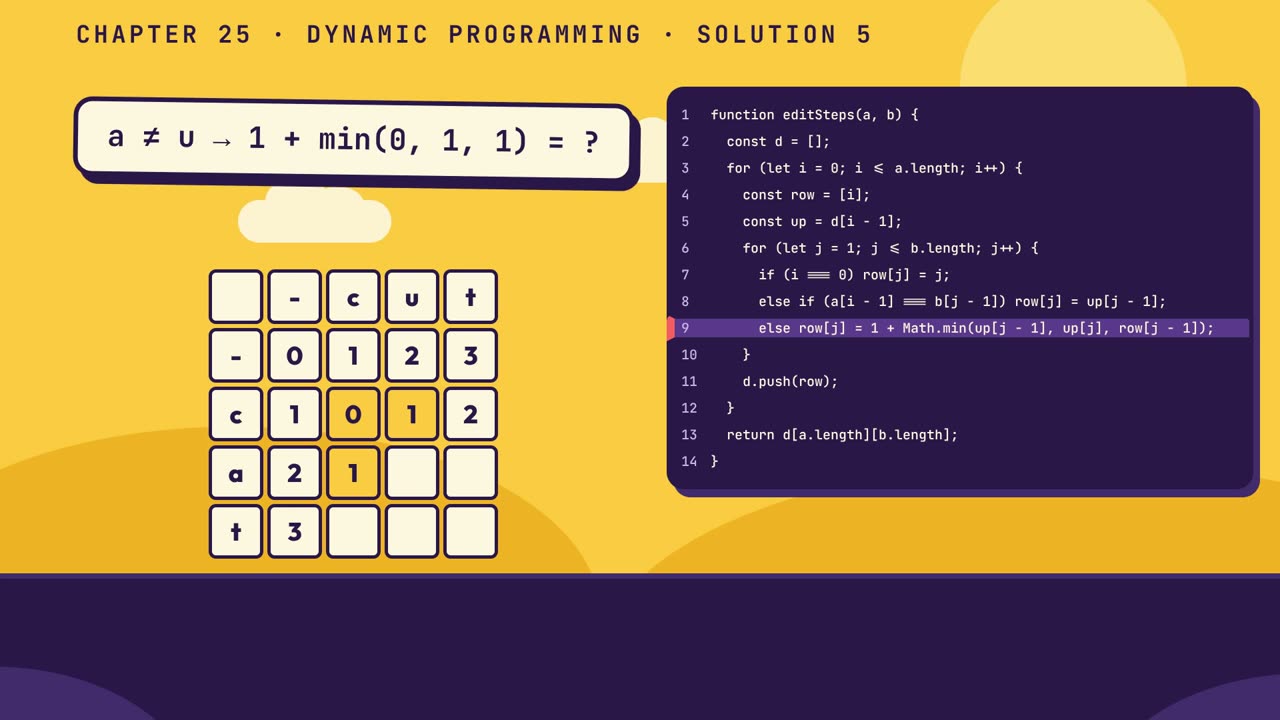 CHAPTER 25 · DYNAMIC PROGRAMMING · SOLUTION 5
a ≠ u → 1 + min(0, 1, 1) = ?
- c u t
- 0 1 2 3
c 1 0 1 2
a 2 1
t 3
1 function editSteps(a, b) {
2 const d = [];
3 for (let i = 0; i <= a.length; i++) {
4 const row = [i];
5 const up = d[i - 1];
6 for (let j = 1; j <= b.length; j++) {
7 if (i === 0) row[j] = j;
8 else if (a[i - 1] === b[j - 1]) row[j] = up[j - 1];
9 else row[j] = 1 + Math.min(up[j - 1], up[j], row[j - 1]);
10 }
11 d.push(row);
12 }
13 return d[a.length][b.length];
14 }